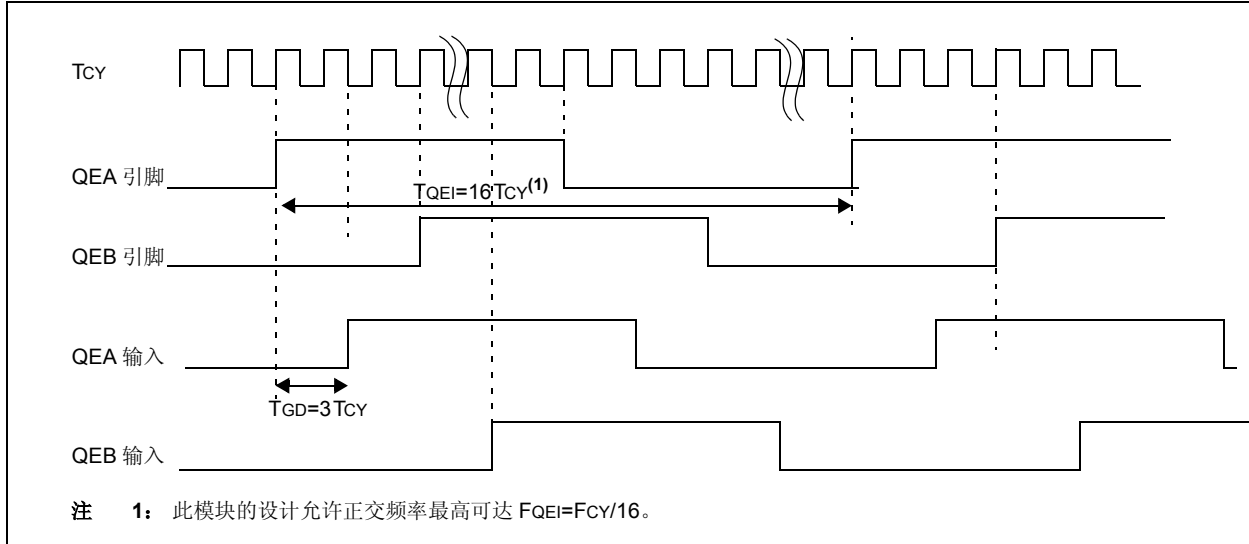 TCY
QEA 引脚
TQEI=16TCY(1)
QEB 引脚
QEA 输入
TGD=3TCY
QEB 输入
注 1： 此模块的设计允许正交频率最高可达 FQEI=FCY/16。